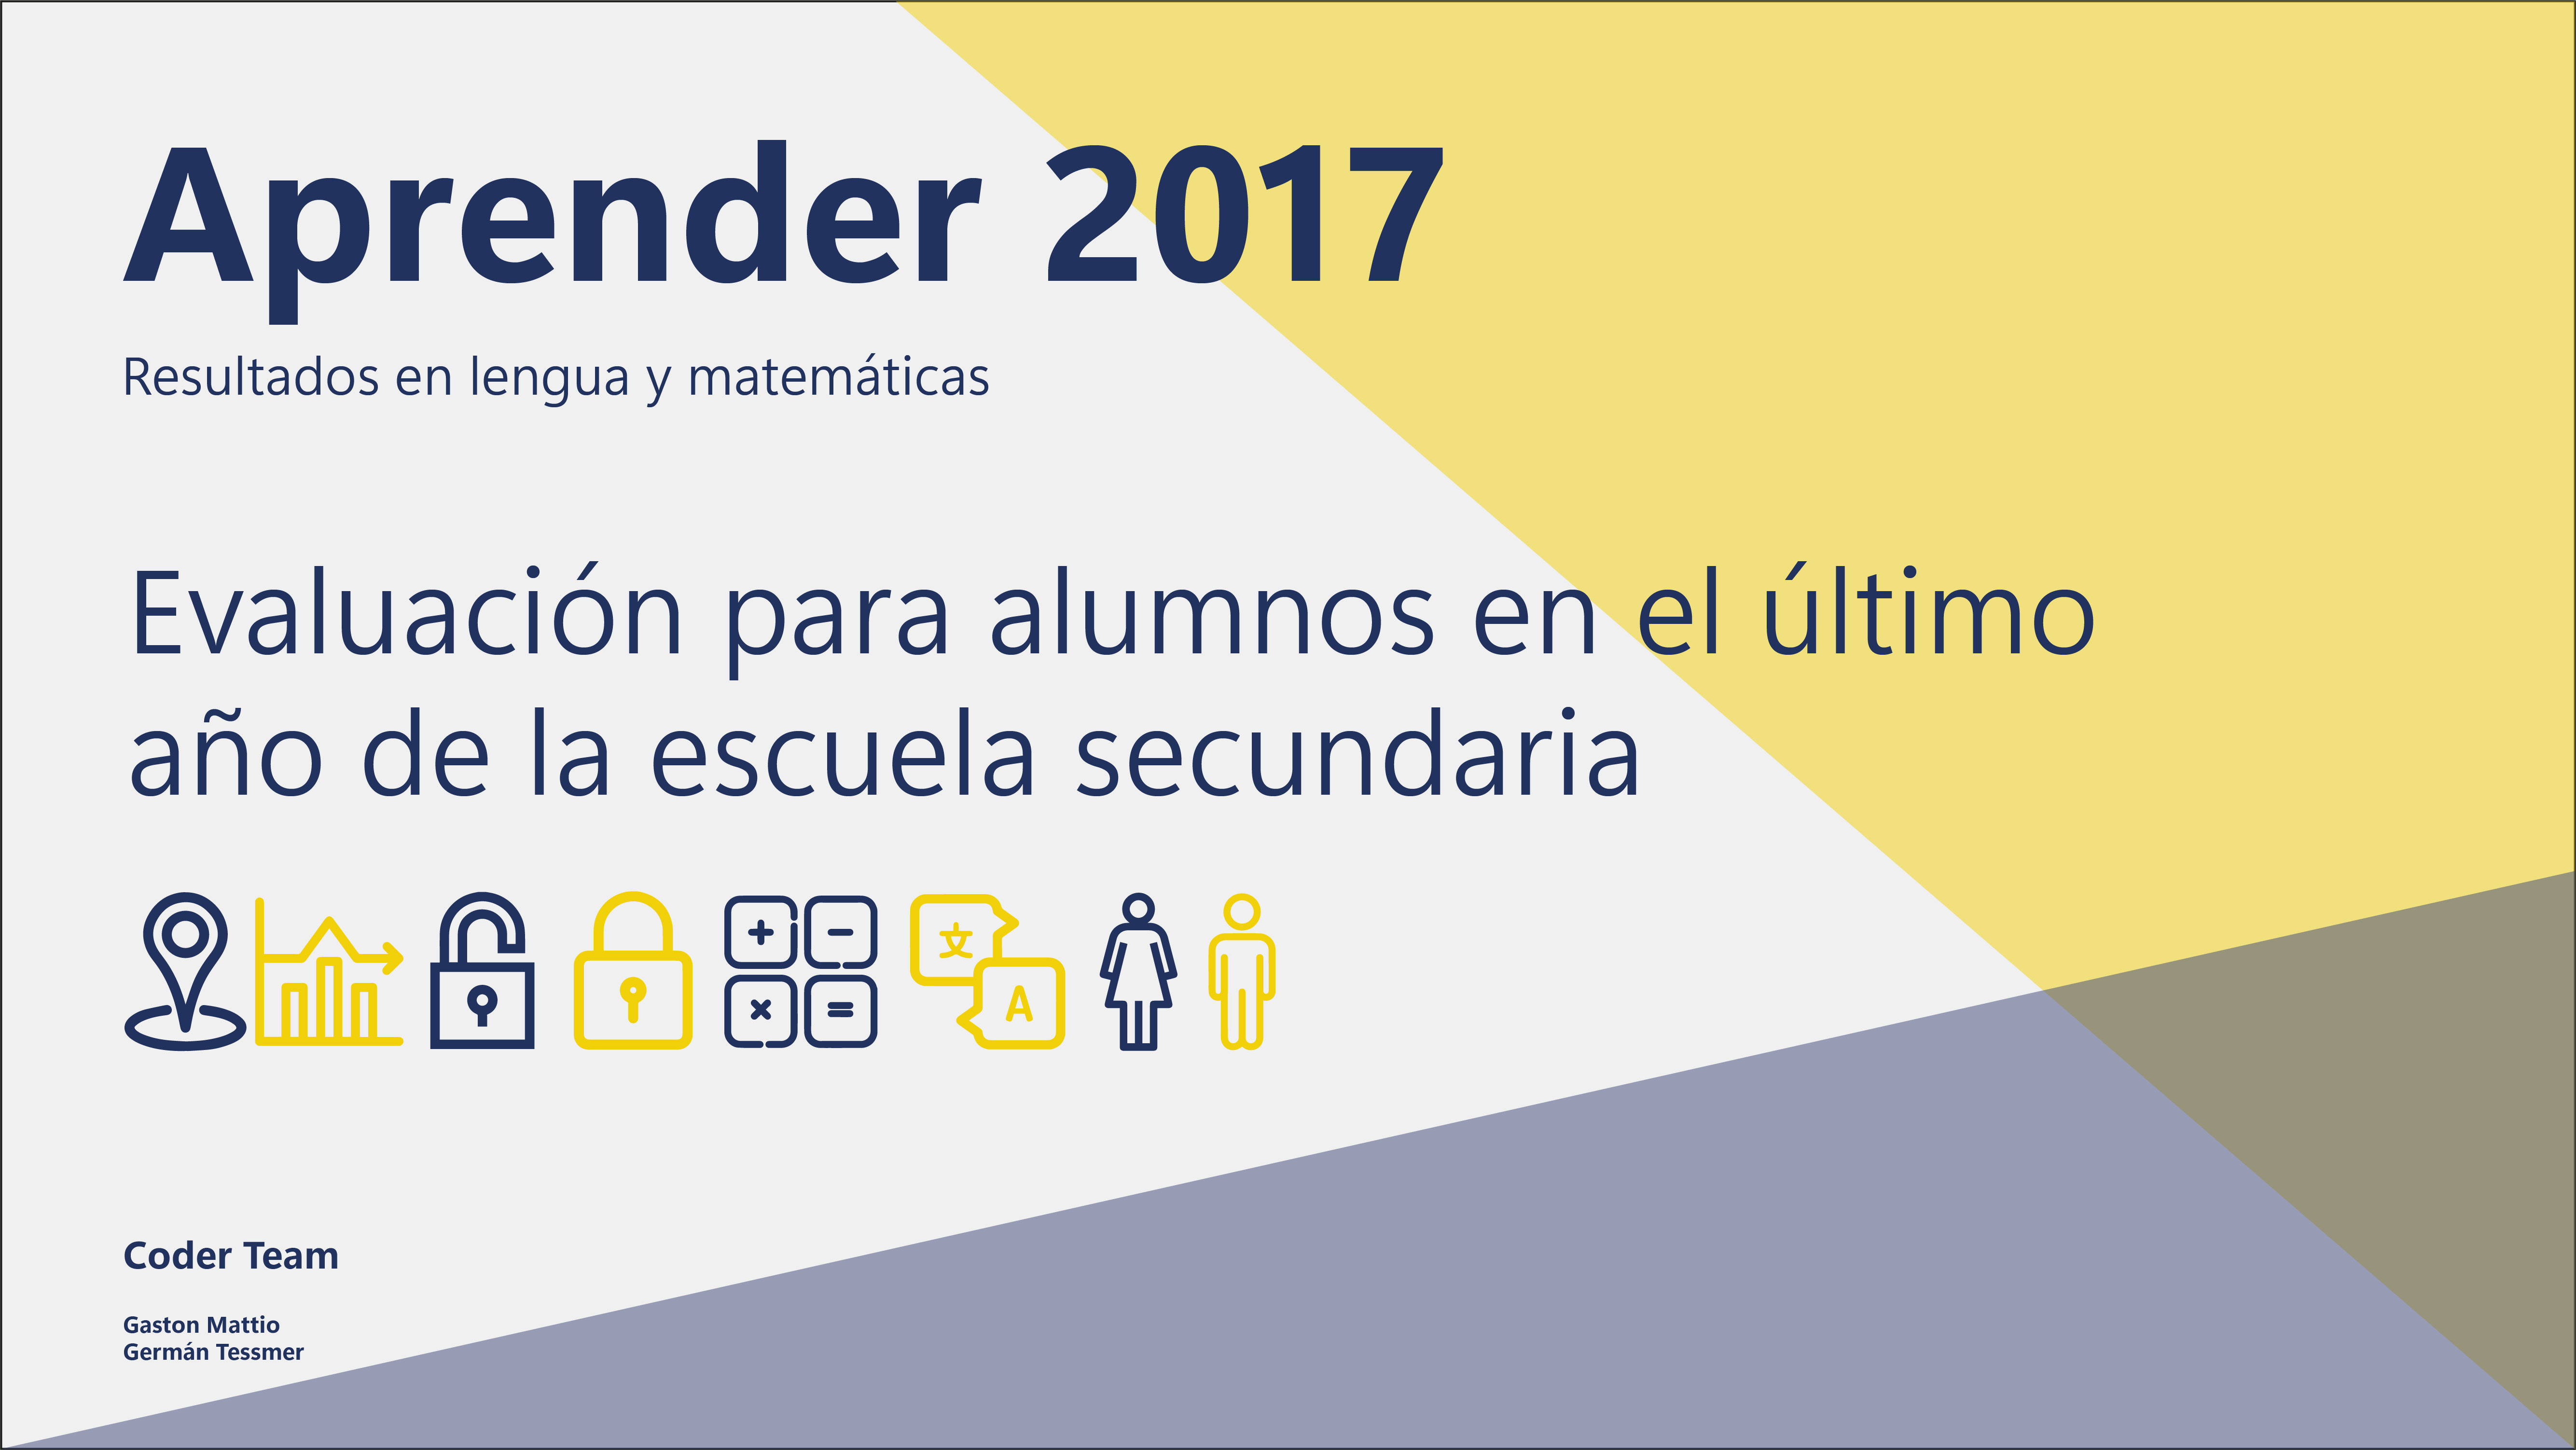 Aprender 2017
Resultados en lengua y matemáticas
Evaluación para alumnos en el último
año de la escuela secundaria
+ −
× =
文
A
Coder Team
Gaston Mattio
Germán Tessmer